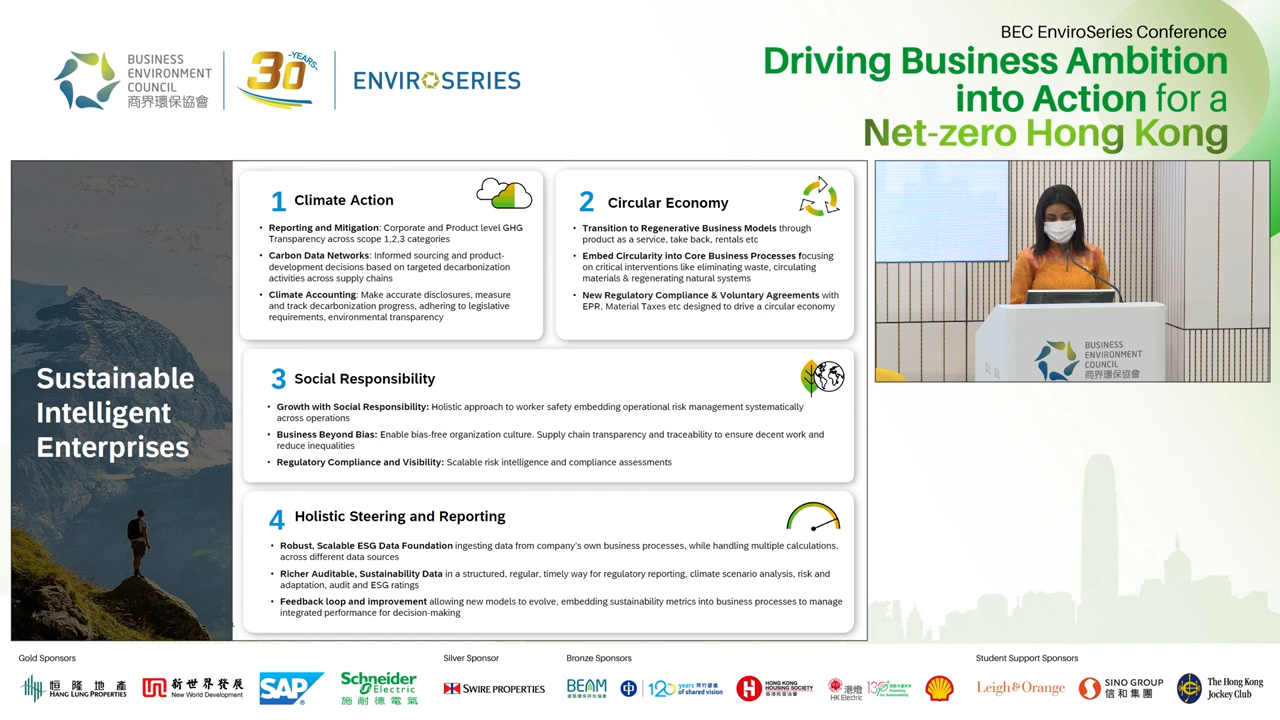 BUSINESS
ENVIRONMENT
COUNCIL
商界環保協會
30
-YEARS-
ENVIROSERIES
BEC EnviroSeries Conference
Driving Business Ambition
into Action for a
Net-zero Hong Kong
Sustainable
Intelligent
Enterprises
1 Climate Action
• Reporting and Mitigation: Corporate and Product level GHG
Transparency across scope 1,2,3 categories
• Carbon Data Networks: Informed sourcing and product-
development decisions based on targeted decarbonization
activities across supply chains
• Climate Accounting: Make accurate disclosures, measure
and track decarbonization progress, adhering to legislative
requirements, environmental transparency
2 Circular Economy
• Transition to Regenerative Business Models through
product as a service, take back, rentals etc
• Embed Circularity into Core Business Processes focusing
on critical interventions like eliminating waste, circulating
materials & regenerating natural systems
• New Regulatory Compliance & Voluntary Agreements with
EPR, Material Taxes etc designed to drive a circular economy
3 Social Responsibility
• Growth with Social Responsibility: Holistic approach to worker safety embedding operational risk management systematically
across operations
• Business Beyond Bias: Enable bias-free organization culture. Supply chain transparency and traceability to ensure decent work and
reduce inequalities
• Regulatory Compliance and Visibility: Scalable risk intelligence and compliance assessments
4 Holistic Steering and Reporting
• Robust, Scalable ESG Data Foundation ingesting data from company's own business processes, while handling multiple calculations,
across different data sources
• Richer Auditable, Sustainability Data in a structured, regular, timely way for regulatory reporting, climate scenario analysis, risk and
adaptation, audit and ESG ratings
• Feedback loop and improvement allowing new models to evolve, embedding sustainability metrics into business processes to manage
integrated performance for decision-making
BUSINESS
ENVIRONMENT
COUNCIL
商界環保協會
Gold Sponsors
恒隆地產
HANG LUNG PROPERTIES
新世界發展
New World Development
SAP
Schneider
Electric
施耐德電氣
Silver Sponsor
SWIRE PROPERTIES
Bronze Sponsors
BEAM
120 years 同行望遠
of shared vision
HONG KONG
HOUSING SOCIETY
香港房屋協會
港燈
HK Electric
130
Powering
for Sustainability
Student Support Sponsors
Leigh & Orange
SINO GROUP
信和集團
The Hong Kong
Jockey Club